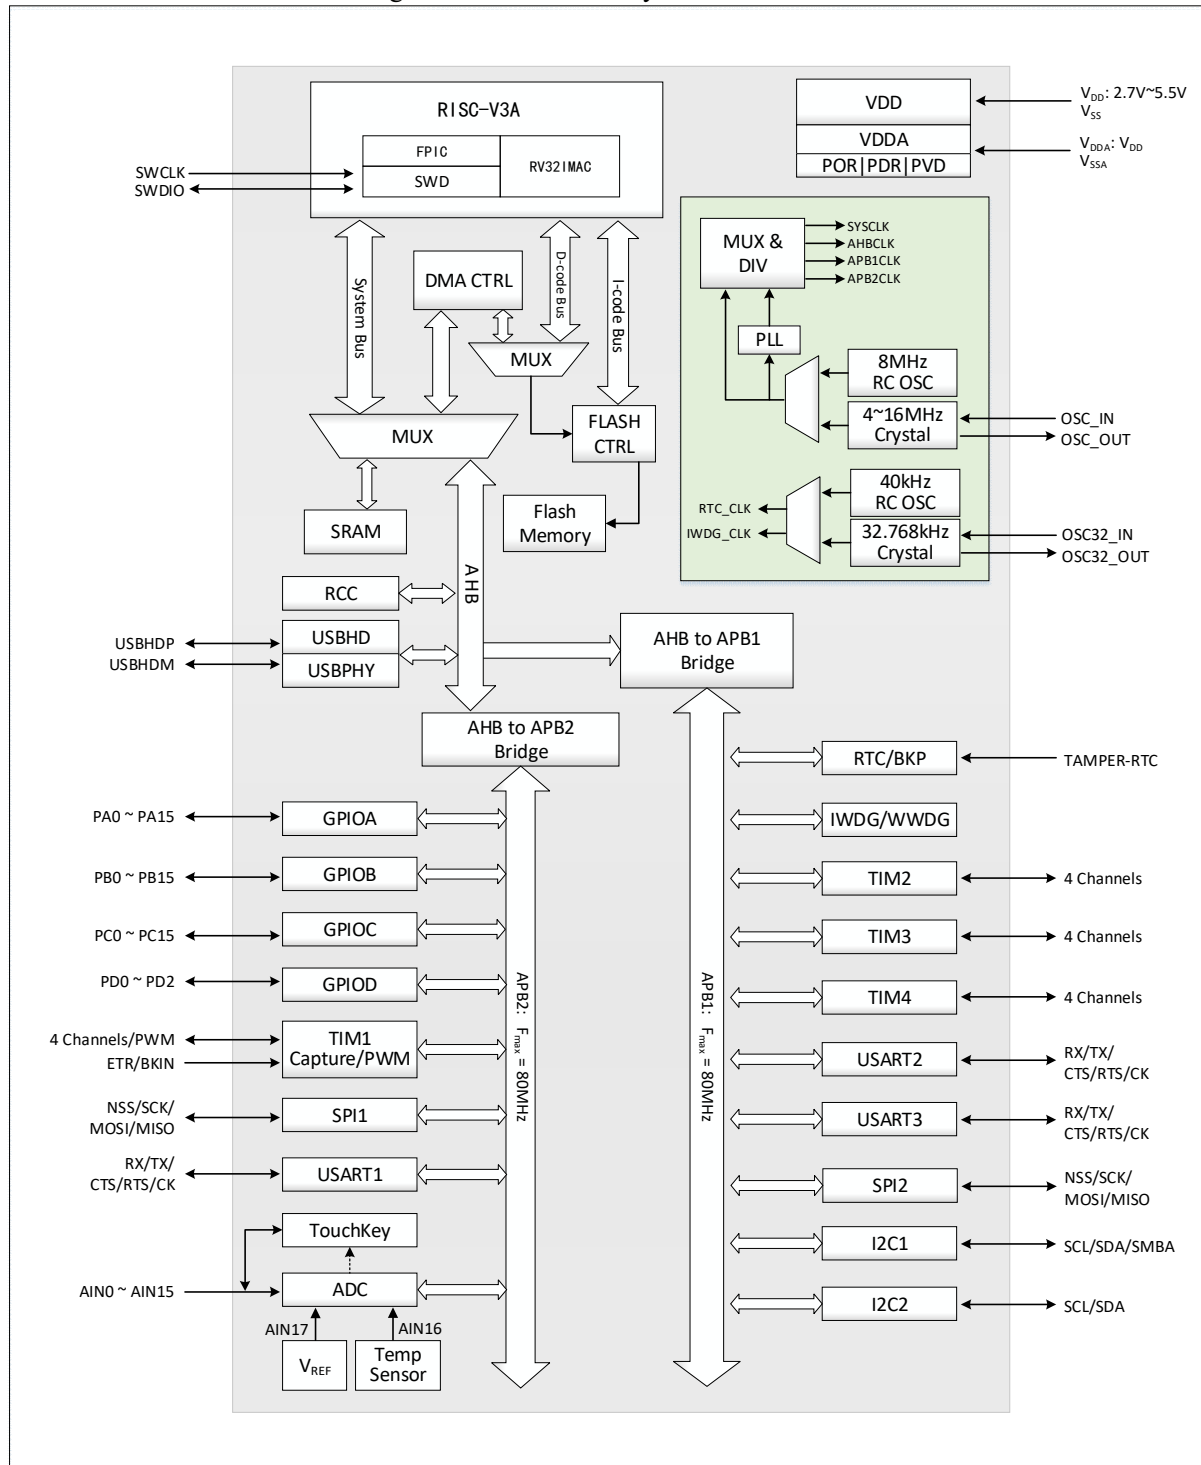 RISC-V3A
FPIC
SWD
RV32IMAC
SWCLK
SWDIO
VDD
VDDA
POR|PDR|PVD
VDD: 2.7V~5.5V
VSS
VDDA: VDD
VSSA
System Bus
DMA CTRL
D-code Bus
I-code Bus
MUX
MUX
FLASH
CTRL
SRAM
Flash
Memory
MUX &
DIV
SYSCLK
AHBCLK
APB1CLK
APB2CLK
PLL
8MHz
RC OSC
4~16MHz
Crystal
OSC_IN
OSC_OUT
40kHz
RC OSC
RTC_CLK
IWDG_CLK
32.768kHz
Crystal
OSC32_IN
OSC32_OUT
AHB
RCC
USBHDP
USBHDM
USBHD
USBPHY
AHB to APB1
Bridge
AHB to APB2
Bridge
PA0 ~ PA15
GPIOA
PB0 ~ PB15
GPIOB
PC0 ~ PC15
GPIOC
PD0 ~ PD2
GPIOD
4 Channels/PWM
ETR/BKIN
TIM1
Capture/PWM
NSS/SCK/
MOSI/MISO
SPI1
RX/TX/
CTS/RTS/CK
USART1
TouchKey
AIN0 ~ AIN15
ADC
AIN17
AIN16
VREF
Temp
Sensor
APB2: Fmax = 80MHz
APB1: Fmax = 80MHz
RTC/BKP
TAMPER-RTC
IWDG/WWDG
TIM2
4 Channels
TIM3
4 Channels
TIM4
4 Channels
USART2
RX/TX/
CTS/RTS/CK
USART3
RX/TX/
CTS/RTS/CK
SPI2
NSS/SCK/
MOSI/MISO
I2C1
SCL/SDA/SMBA
I2C2
SCL/SDA